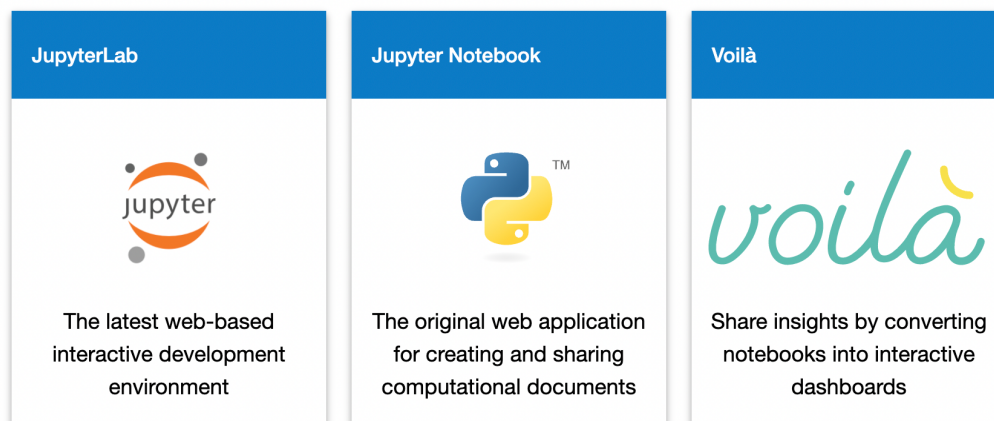 JupyterLab
jupyter
The latest web-based
interactive development
environment
Jupyter Notebook
TM
The original web application
for creating and sharing
computational documents
Voilà
voilà
Share insights by converting
notebooks into interactive
dashboards